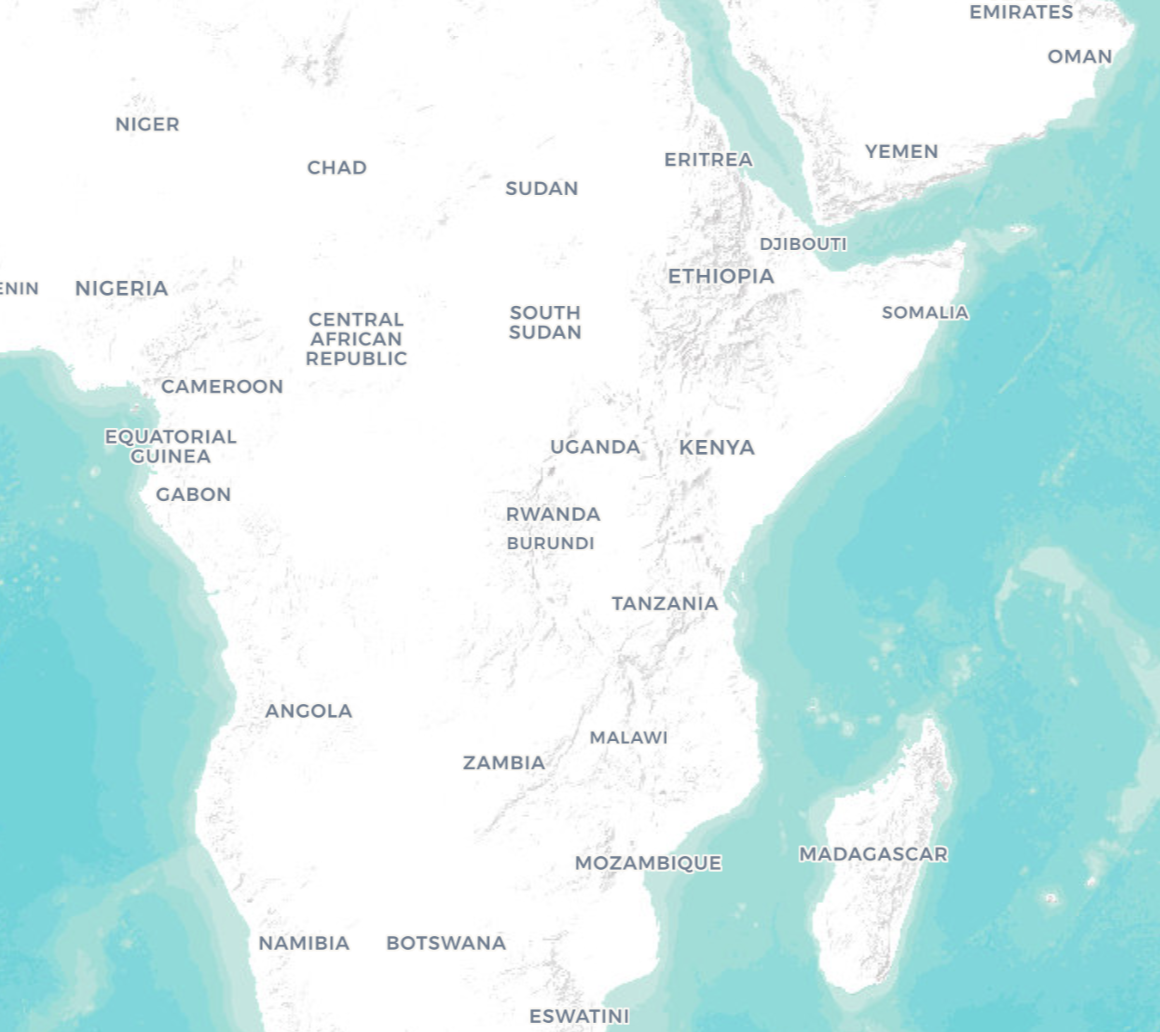 EMIRATES
OMAN
NIGER
YEMEN
ERITREA
CHAD
SUDAN
DJIBOUTI
ETHIOPIA
ENIN
NIGERIA
SOMALIA
CENTRAL
AFRICAN
REPUBLIC
SOUTH
SUDAN
CAMEROON
EQUATORIAL
GUINEA
UGANDA
KENYA
GABON
RWANDA
BURUNDI
TANZANIA
ANGOLA
MALAWI
ZAMBIA
MADAGASCAR
MOZAMBIQUE
NAMIBIA
BOTSWANA
ESWATINI